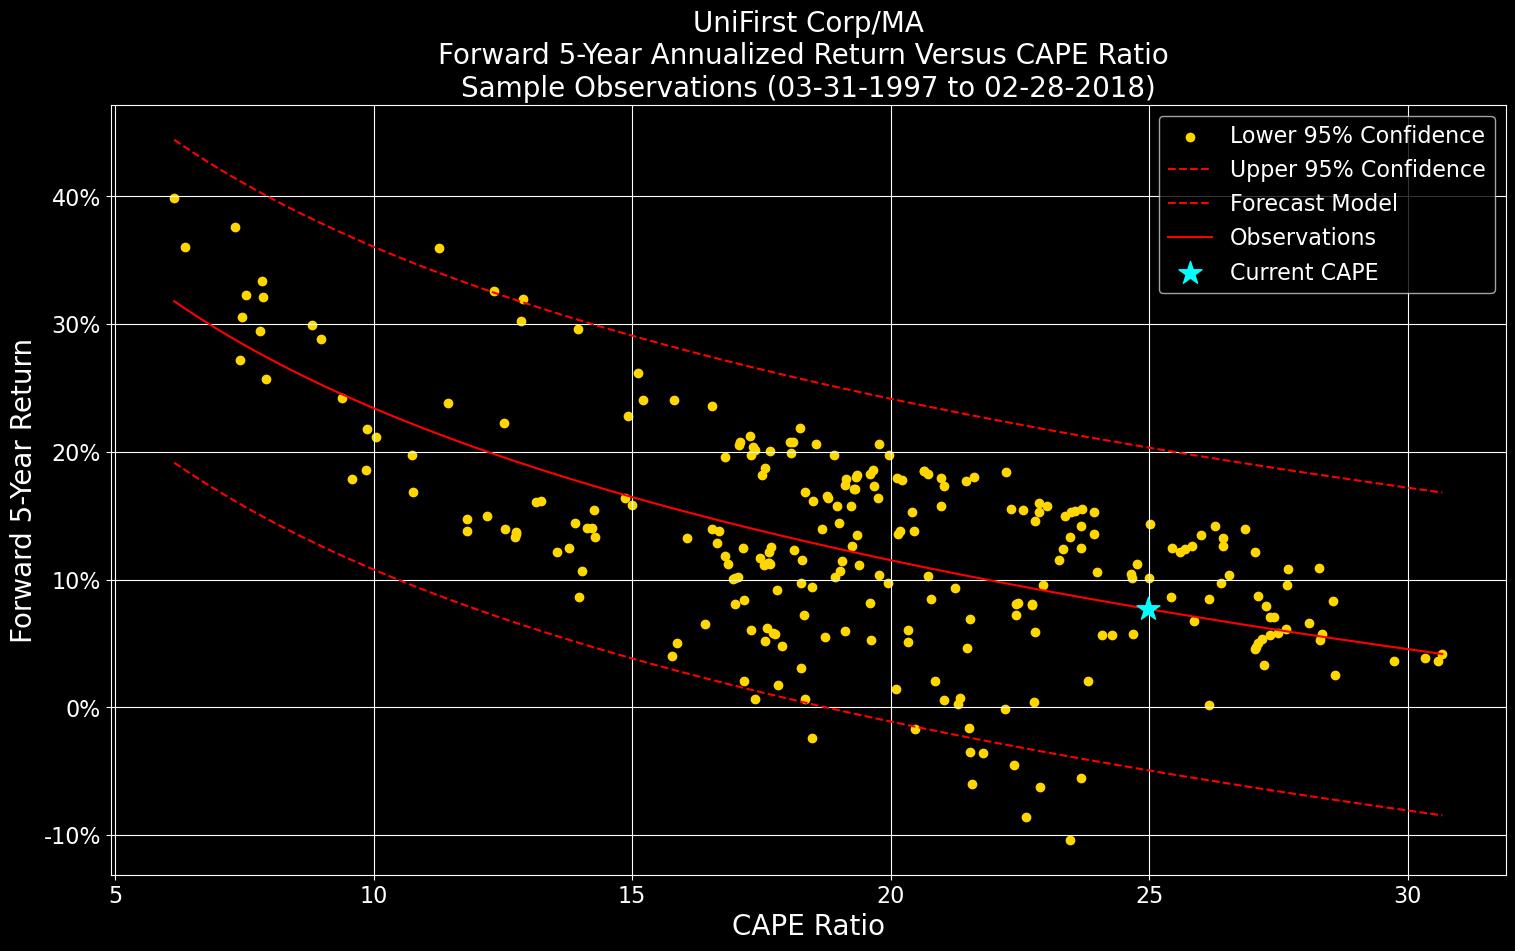 UniFirst Corp/MA
Forward 5-Year Annualized Return Versus CAPE Ratio
Sample Observations (03-31-1997 to 02-28-2018)
Lower 95% Confidence
Upper 95% Confidence
Forecast Model
Observations
Current CAPE
Forward 5-Year Return
40%
30%
20%
10%
0%
-10%
5 10 15 20 25 30
CAPE Ratio